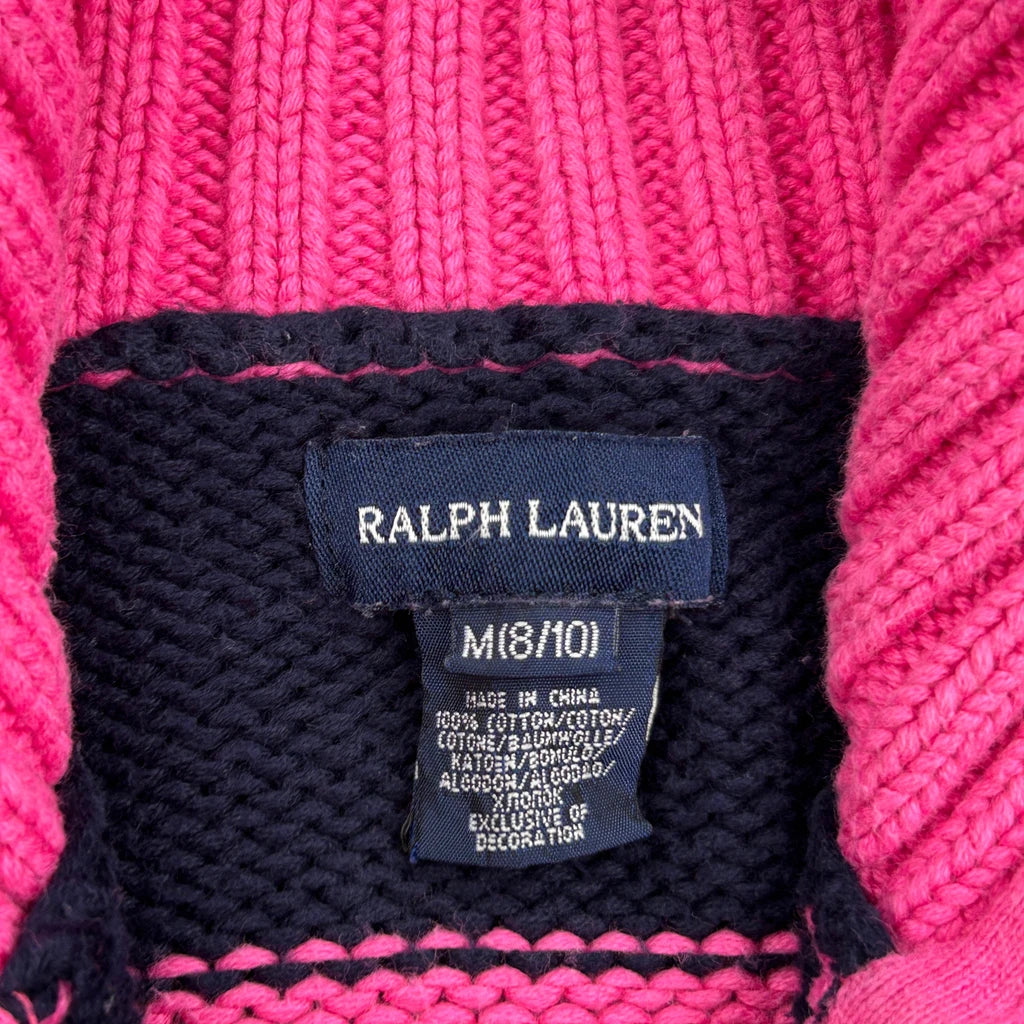 RALPH LAUREN
M(8/10)
MADE IN CHINA
100% COTTON/COTON/
COTONE/BAUMWOLLE/
KATOEN/BOMULD/
ALGODON/ALGODAO/
ХЛОПОК
EXCLUSIVE OF
DECORATION